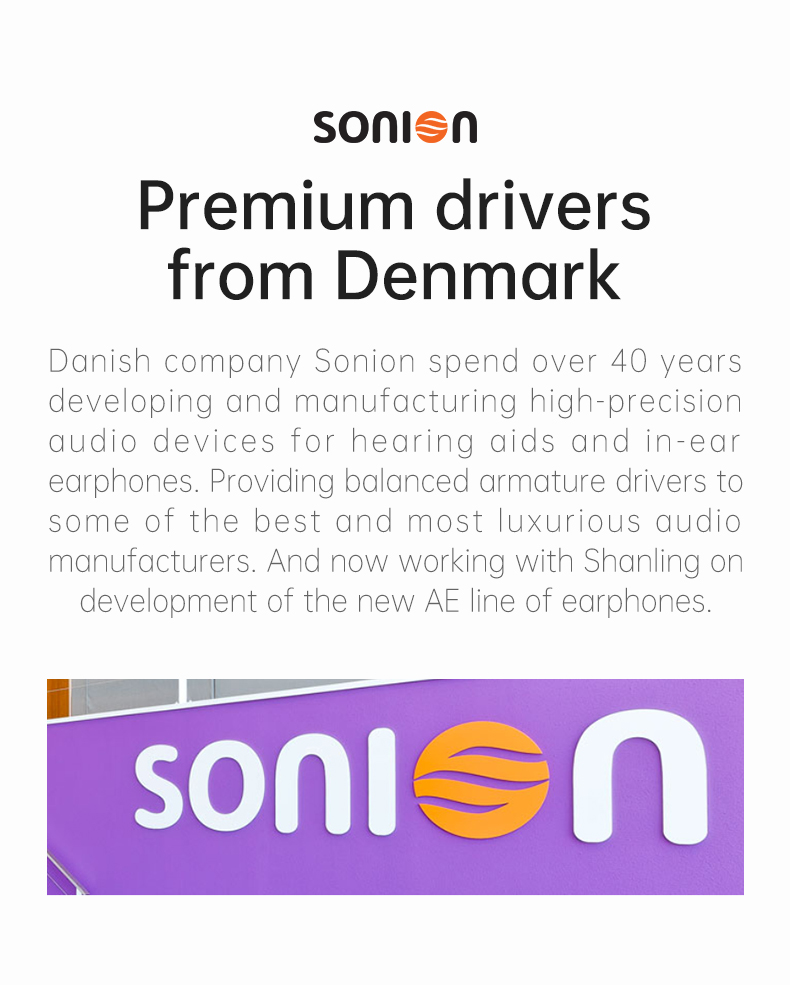 sonion
Premium drivers
from Denmark
Danish company Sonion spend over 40 years
developing and manufacturing high-precision
audio devices for hearing aids and in-ear
earphones. Providing balanced armature drivers to
some of the best and most luxurious audio
manufacturers. And now working with Shanling on
development of the new AE line of earphones.
sonion